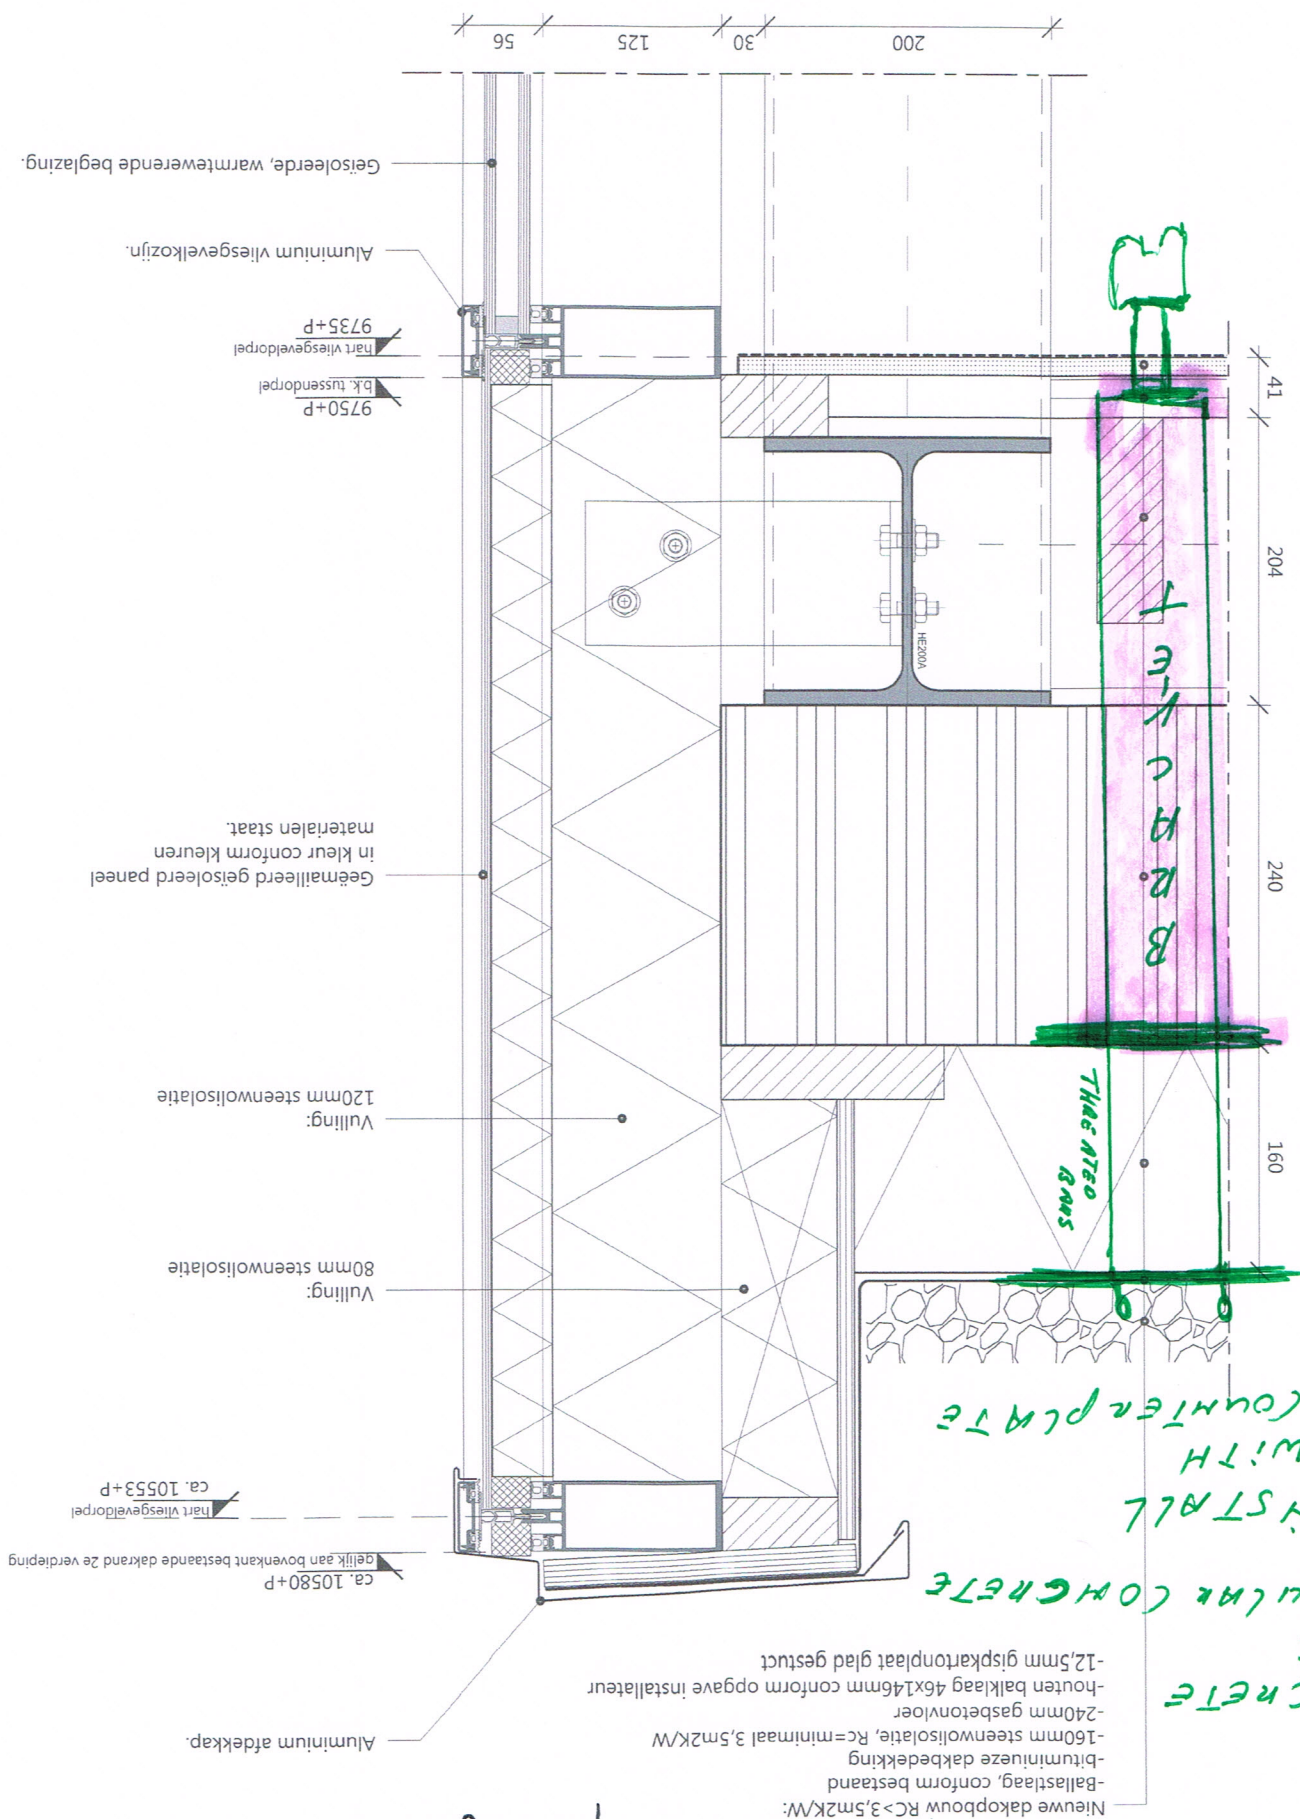 Nieuwe dakopbouw RC>3,5m2K/W:
-Ballastlaag, conform bestaand
-bituminiueze dakbedekking
-160mm steenwolisolatie, Rc=minimaal 3,5m2K/W
-240mm gasbetonvloer
-houten balklaag 46x146mm conform opgave installateur
-12,5mm gispkartonplaat glad gestuct
CRETE
ULAR CONCRETE
STALL
WITH
COUNTERPLATE
Aluminium afdekkap.
ca. 10580+P
gelijk aan bovenkant bestaande dakrand 2e verdieping
hart vliesgeveldorpel
ca. 10553+P
Vulling:
80mm steenwolisolatie
THREATED
BARS
160
Vulling:
120mm steenwolisolatie
BRACKET
240
Geëmailleerd geïsoleerd paneel
in kleur conform kleuren
materialen staat.
HE200A
204
41
9750+P
b.k. tussendorpel
hart vliesgeveldorpel
9735+P
Aluminium vliesgevelkozijn.
Geïsoleerde, warmtewerende beglazing.
200
30
125
56